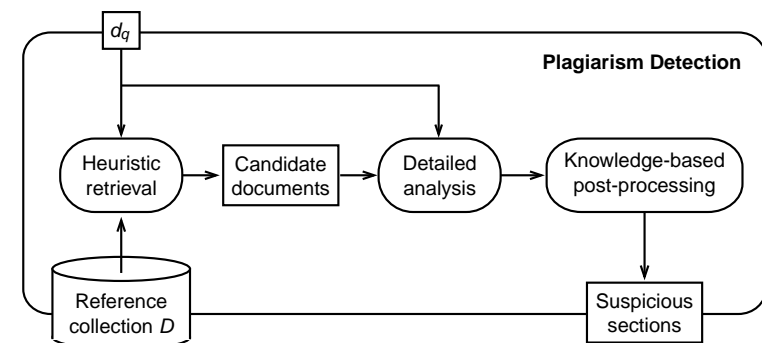 d_q
Plagiarism Detection
Heuristic
retrieval
Candidate
documents
Detailed
analysis
Knowledge-based
post-processing
Reference
collection D
Suspicious
sections